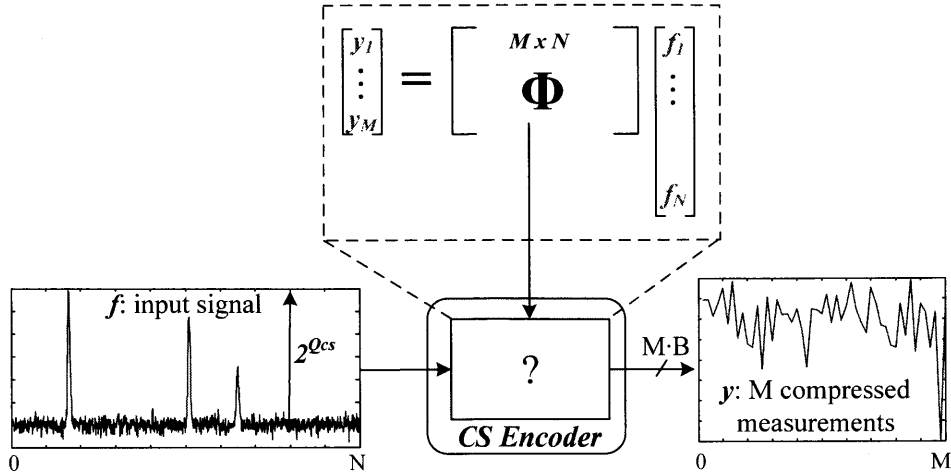 y1
⋮
yM
=
M x N
Φ
f1
⋮
fN
f: input signal
2^Qcs
0
N
?
CS Encoder
M·B
y: M compressed
measurements
0
M